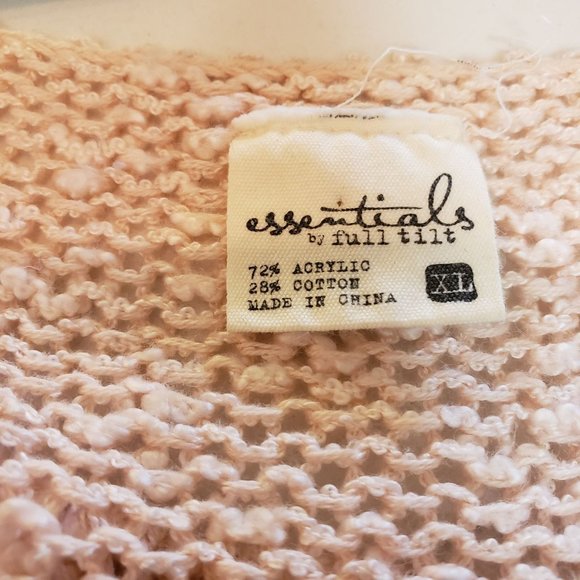 essentials
by full tilt
72% ACRYLIC
28% COTTON
MADE IN CHINA
XL